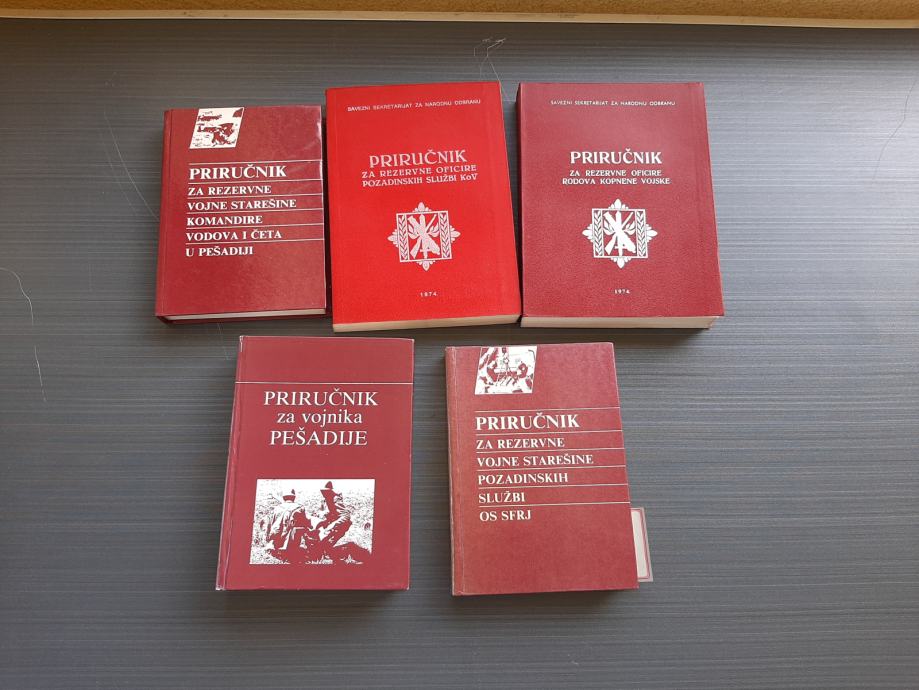 PRIRUČNIK
ZA REZERVNE
VOJNE STAREŠINE
KOMANDIRE
VODOVA I ČETA
U PEŠADIJI
SAVEZNI SEKRETARIJAT ZA NARODNU ODBRANU
PRIRUČNIK
ZA REZERVNE OFICIRE
POZADINSKIH SLUŽBI KoV
1974.
SAVEZNI SEKRETARIJAT ZA NARODNU ODBRANU
PRIRUČNIK
ZA REZERVNE OFICIRE
RODOVA KOPNENE VOJSKE
1974.
PRIRUČNIK
za vojnika
PEŠADIJE
PRIRUČNIK
ZA REZERVNE
VOJNE STAREŠINE
POZADINSKIH
SLUŽBI
OS SFRJ